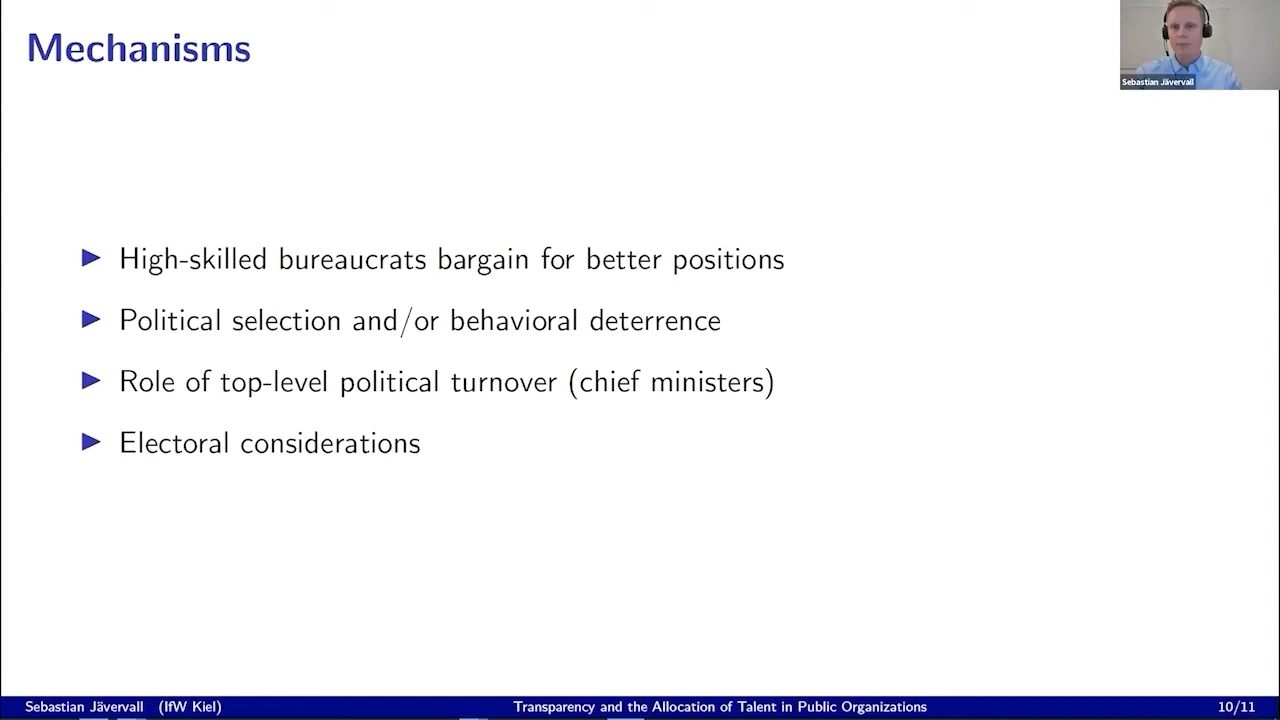 Mechanisms
Sebastian Jävervall
▶ High-skilled bureaucrats bargain for better positions
▶ Political selection and/or behavioral deterrence
▶ Role of top-level political turnover (chief ministers)
▶ Electoral considerations
Sebastian Jävervall (IfW Kiel) Transparency and the Allocation of Talent in Public Organizations 10/11